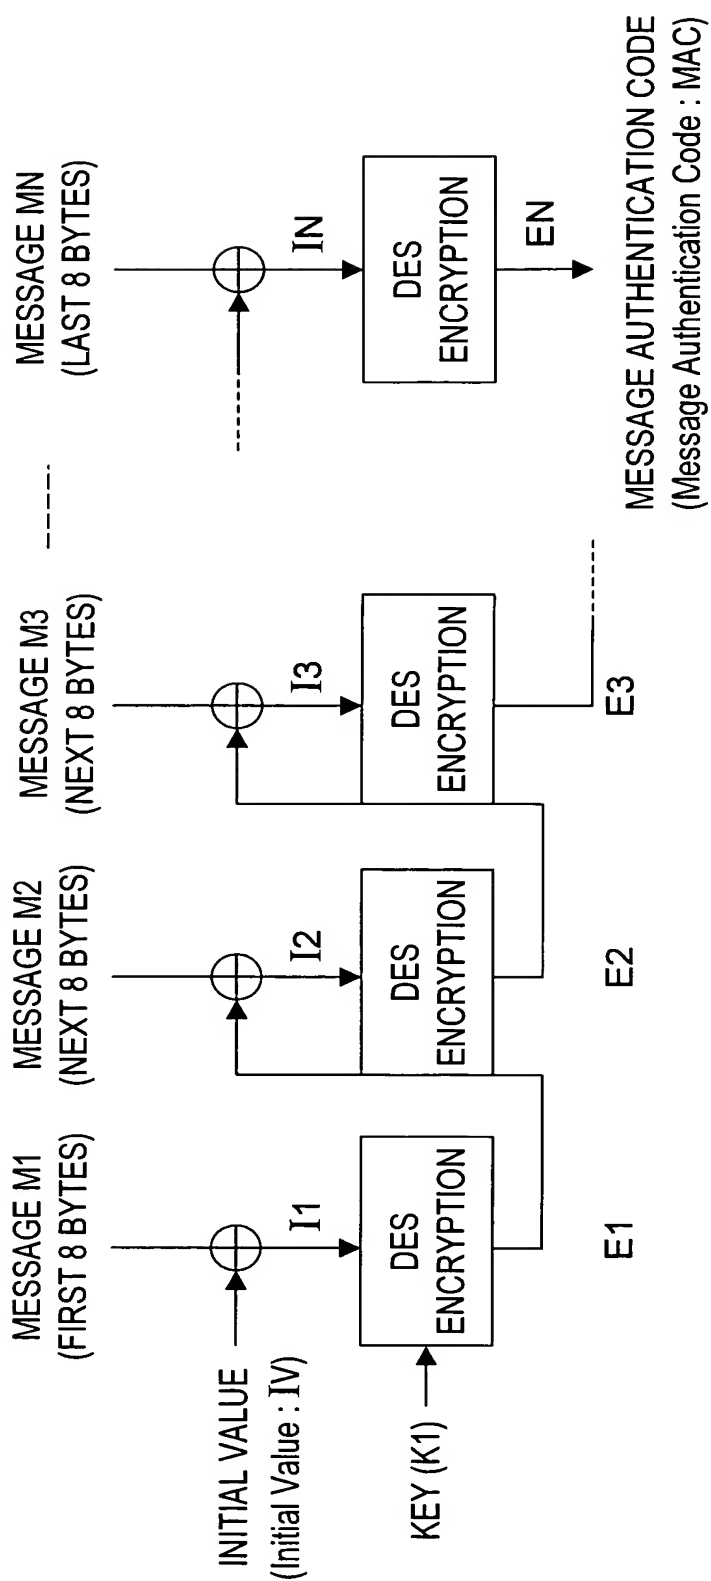 MESSAGE M1
(FIRST 8 BYTES)
MESSAGE M2
(NEXT 8 BYTES)
MESSAGE M3
(NEXT 8 BYTES)
MESSAGE MN
(LAST 8 BYTES)
INITIAL VALUE
(Initial Value : IV)
I1
I2
I3
IN
KEY (K1)
DES
ENCRYPTION
DES
ENCRYPTION
DES
ENCRYPTION
DES
ENCRYPTION
E1
E2
E3
EN
MESSAGE AUTHENTICATION CODE
(Message Authentication Code : MAC)